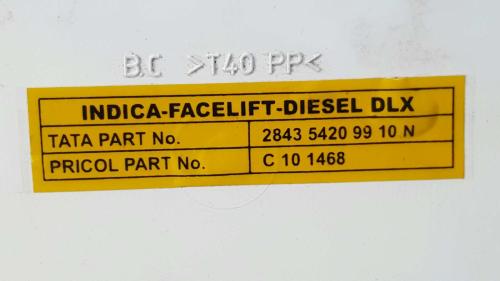 B.C >T40 PP<
INDICA-FACELIFT-DIESEL DLX
TATA PART No. 2843 5420 99 10 N
PRICOL PART No. C 10 1468